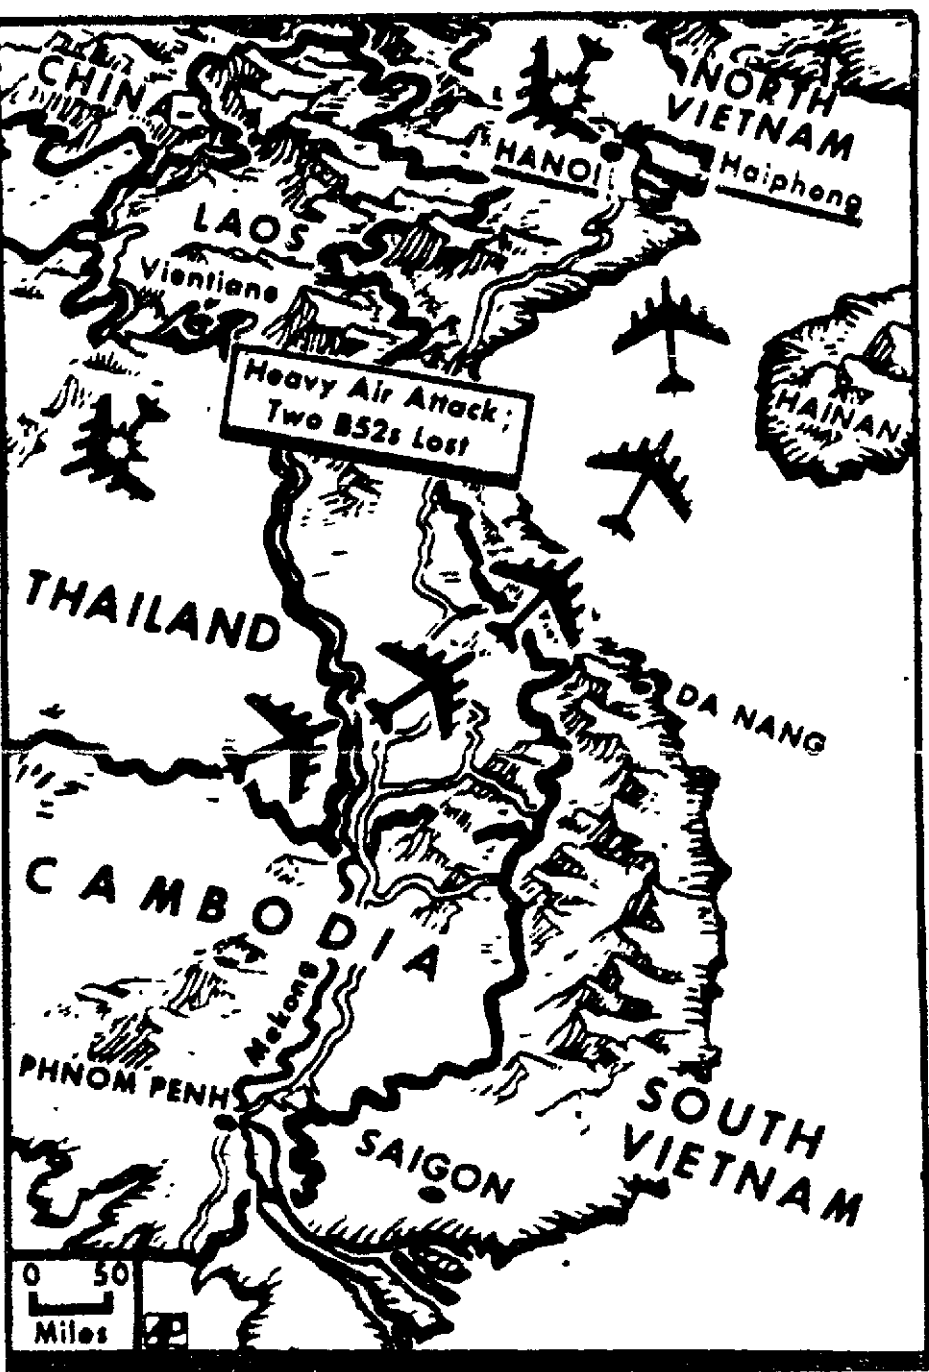 CHINA
NORTH
VIETNAM
HANOI
Haiphong
LAOS
Vientiane
Heavy Air Attack;
Two B52s Lost
HAINAN
THAILAND
DA NANG
CAMBODIA
Mekong
PHNOM PENH
SOUTH
VIETNAM
SAIGON
0 50
Miles
AP